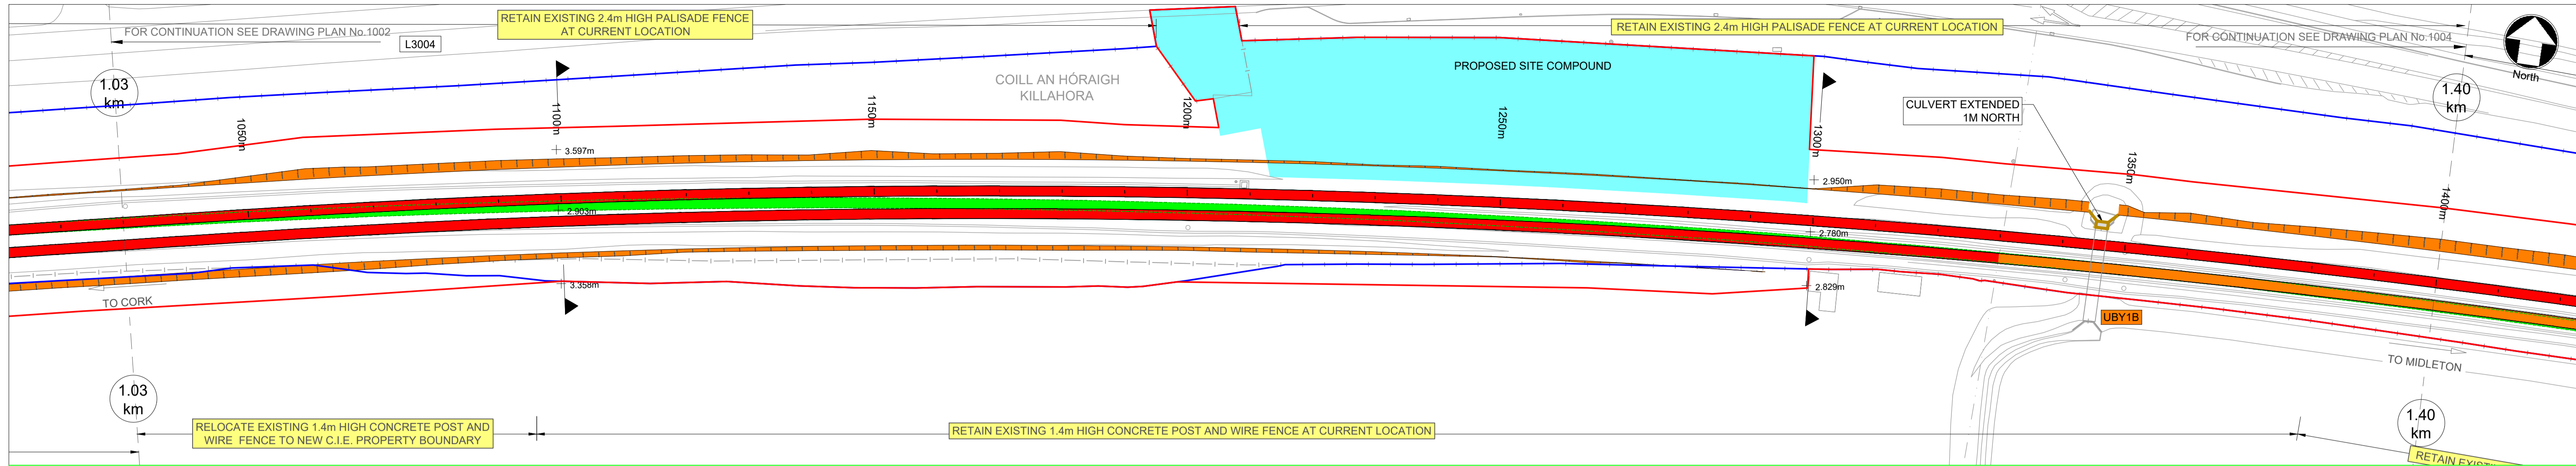 RETAIN EXISTING 2.4m HIGH PALISADE FENCE
AT CURRENT LOCATION
RETAIN EXISTING 2.4m HIGH PALISADE FENCE AT CURRENT LOCATION
FOR CONTINUATION SEE DRAWING PLAN No.1002
L3004
FOR CONTINUATION SEE DRAWING PLAN No.1004
North
1.03
km
COILL AN HÓRAIGH
KILLAHORA
PROPOSED SITE COMPOUND
1.40
km
CULVERT EXTENDED
1M NORTH
1050m
1100m
1150m
1200m
1250m
1300m
1350m
1400m
3.597m
2.950m
2.903m
2.780m
3.358m
2.829m
TO CORK
UBY1B
TO MIDLETON
1.03
km
1.40
km
RELOCATE EXISTING 1.4m HIGH CONCRETE POST AND
WIRE FENCE TO NEW C.I.E. PROPERTY BOUNDARY
RETAIN EXISTING 1.4m HIGH CONCRETE POST AND WIRE FENCE AT CURRENT LOCATION
RETAIN